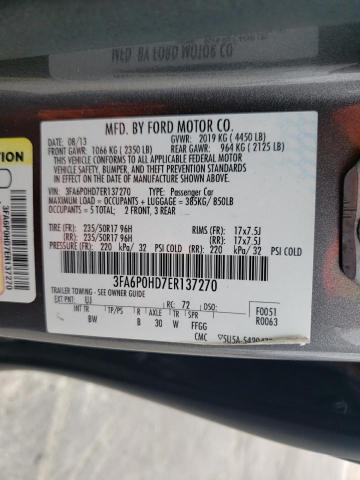 MFD. BY FORD MOTOR CO.
DATE: 08/13 GVWR: 2019 KG ( 4450 LB)
FRONT GAWR: 1066 KG ( 2350 LB) REAR GAWR: 964 KG ( 2125 LB)
THIS VEHICLE CONFORMS TO ALL APPLICABLE FEDERAL MOTOR
VEHICLE SAFETY, BUMPER, AND THEFT PREVENTION STANDARDS IN
EFFECT ON THE DATE OF MANUFACTURE SHOWN ABOVE.
VEHICLE: 3FA6P0HD7ER137270 TYPE: Passenger Car
MAXIMUM LOAD = OCCUPANTS + LUGGAGE = 385KG/ 850LB
OCCUPANTS = 5 TOTAL: 2 FRONT, 3 REAR
TIRE (FR): 235/50R17 96H RIMS (FR): 17x7.5J
(RR): 235/50R17 96H (RR): 17x7.5J
PRESSURE (FR): 220 kPa/ 32 PSI COLD (RR): 220 kPa/ 32 PSI COLD
3FA6P0HD7ER137270
TRAILER TOWING - SEE OWNER GUIDE
EXT PNT: UJ RC: 72 DSO:
INT TR TP/PS R AX TR SPR
BW B 30 W FFGG
F0051
R0063
CMC
3FA6P0HD7ER137270